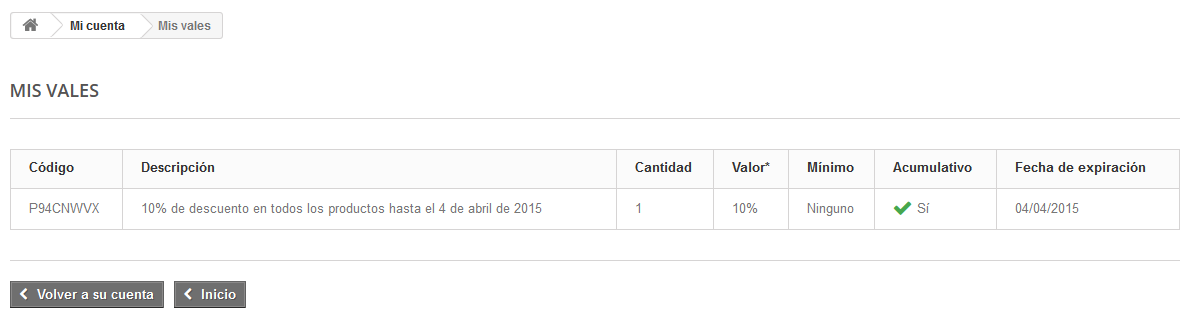 Mi cuenta Mis vales
MIS VALES
Código Descripción Cantidad Valor* Mínimo Acumulativo Fecha de expiración
P94CNWVX 10% de descuento en todos los productos hasta el 4 de abril de 2015 1 10% Ninguno Sí 04/04/2015
Volver a su cuenta Inicio